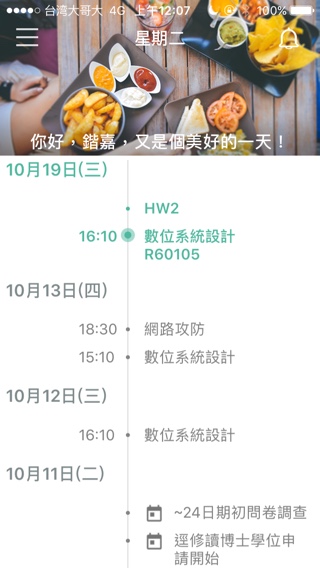 台湾大哥大 4G 上午12:07 100%
星期二
你好，鍇嘉，又是個美好的一天！
10月19日(三)
HW2
16:10 數位系統設計
R60105
10月13日(四)
18:30 網路攻防
15:10 數位系統設計
10月12日(三)
16:10 數位系統設計
10月11日(二)
~24日期初問卷調查
逕修讀博士學位申
請開始